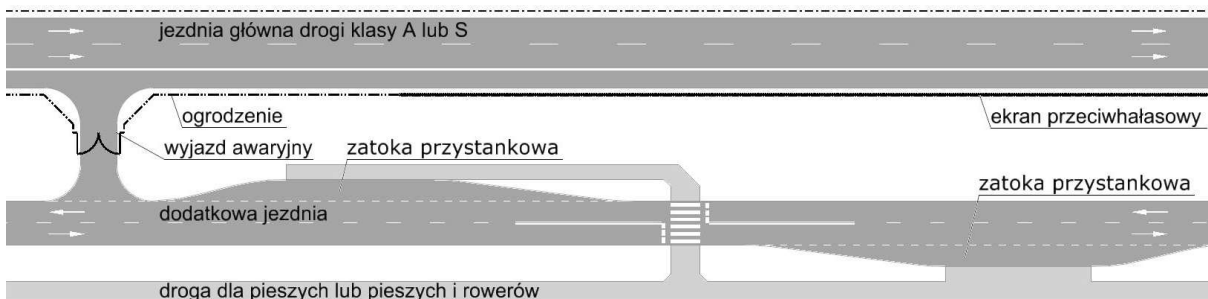 jezdnia główna drogi klasy A lub S
ogrodzenie
ekran przeciwhałasowy
wyjazd awaryjny
zatoka przystankowa
zatoka przystankowa
dodatkowa jezdnia
droga dla pieszych lub pieszych i rowerów